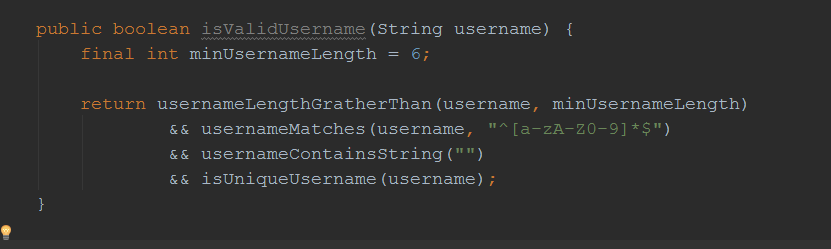 public boolean isValidUsername(String username) {
    final int minUsernameLength = 6;
    return usernameLengthGratherThan(username, minUsernameLength)
            && usernameMatches(username, "^[a-zA-Z0-9]*$")
            && usernameContainsString("")
            && isUniqueUsername(username);
}